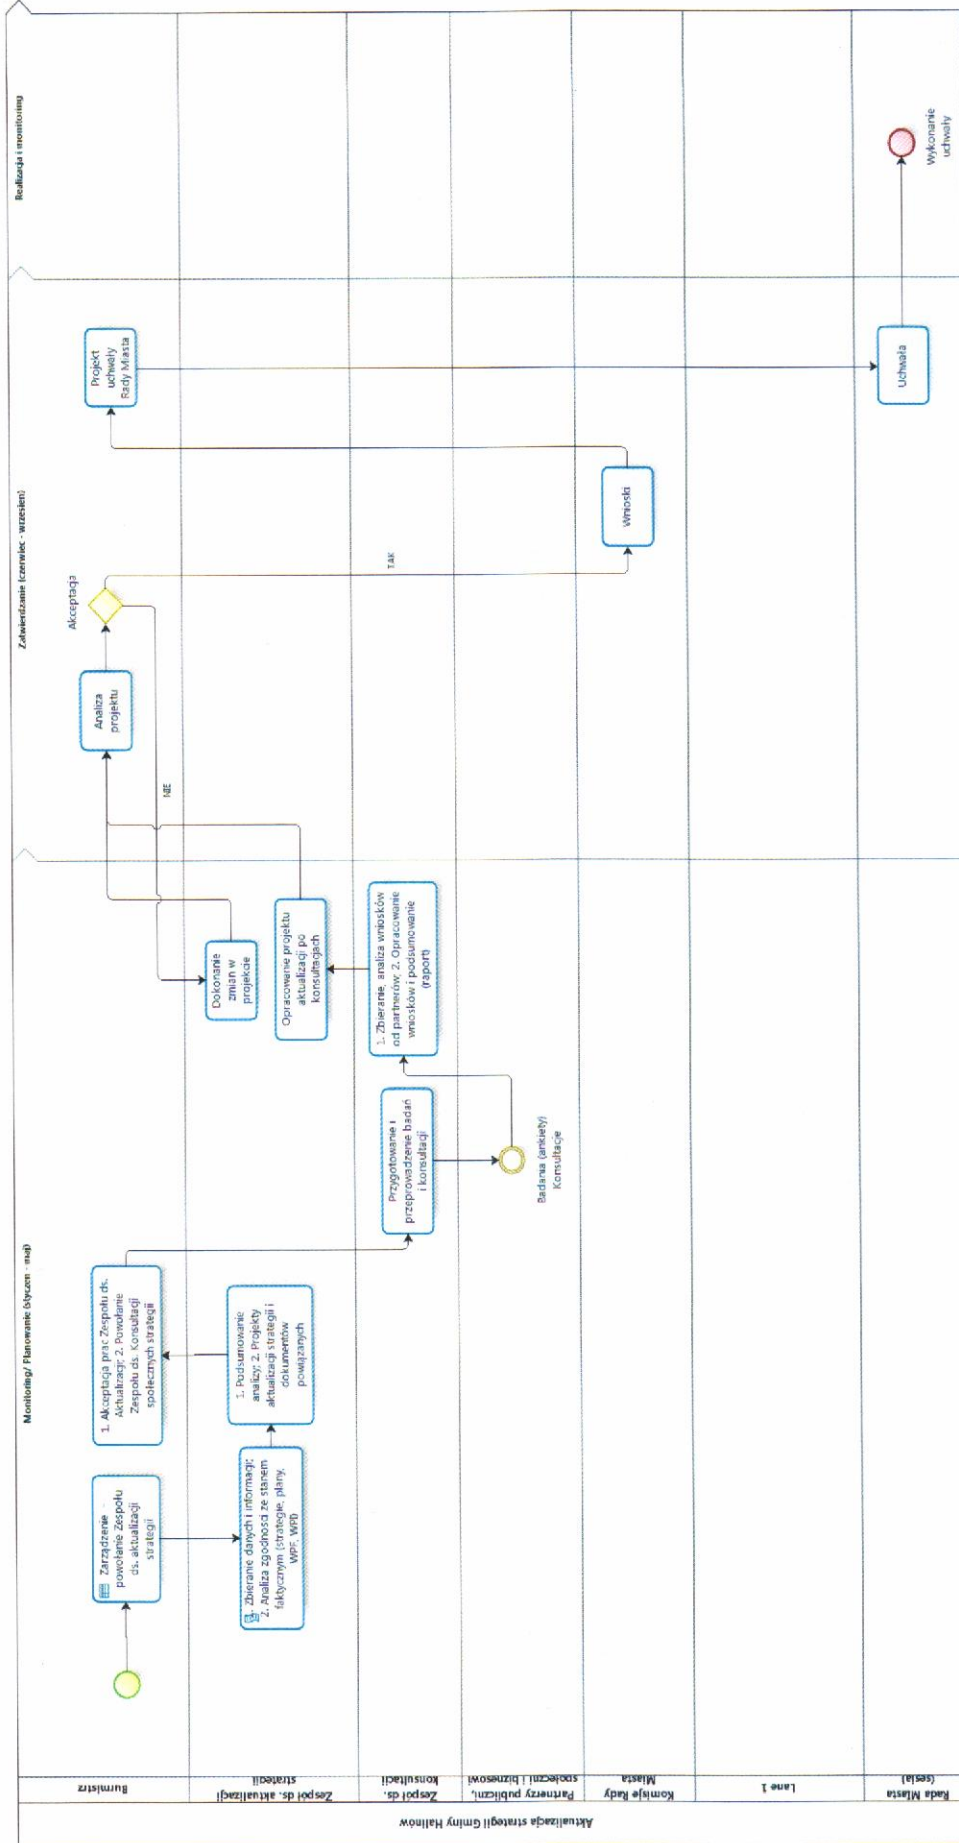 Aktualizacja strategii Gminy Halinów
Burmistrz
Zespół ds. aktualizacji
strategii
Zespół ds.
konsultacji
Partnerzy publiczni,
społeczni i biznesowi
Komisje Rady
Miasta
Lane 1
Rada Miasta
(sesja)
Monitoring/ Planowanie (styczen - maj)
Zatwierdzanie (czerwiec - wrzesien)
Realizacja i monitoring
Zarządzenie -
powołanie Zespołu
ds. aktualizacji
strategii
1. Zbieranie danych i informacji;
2. Analiza zgodności ze stanem
faktycznym (strategie, plany,
WPF, WPI)
1. Podsumowanie
analizy; 2. Projekty
aktualizacji strategii i
dokumentów
powiązanych
1. Akceptacja prac Zespołu ds.
Aktualizacji; 2. Powołanie
Zespołu ds. Konsultacji
społecznych strategii
Przygotowanie i
przeprowadzenie badań
i konsultacji
Badania (ankiety)
Konsultacje
1. Zbieranie, analiza wniosków
od partnerów; 2. Opracowanie
wniosków i podsumowanie
(raport)
Opracowanie projektu
aktualizacji po
konsultacjach
Dokonanie
zmian w
projekcie
Analiza
projektu
Akceptacja
NIE
TAK
Wnioski
Projekt
uchwały
Rady Miasta
Uchwała
Wykonanie
uchwały